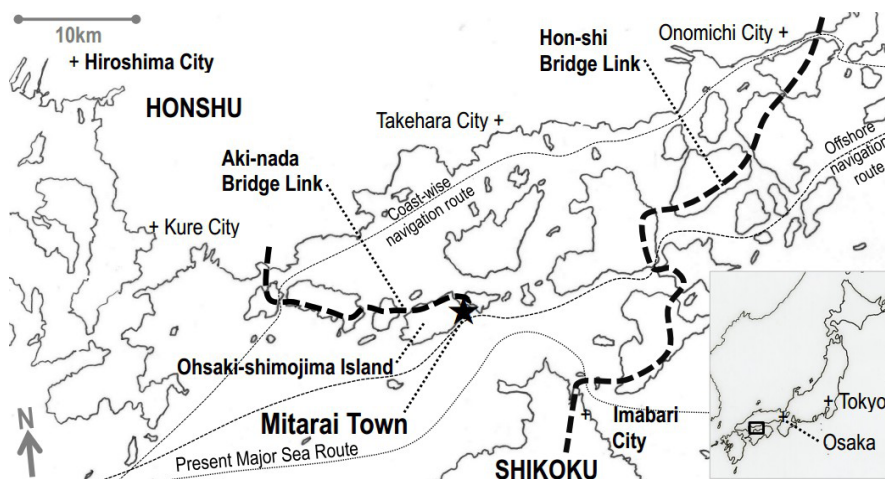 10km
+ Hiroshima City
HONSHU
Onomichi City +
Hon-shi
Bridge Link
Takehara City +
Aki-nada
Bridge Link
Coast-wise
navigation route
Offshore
navigation
route
+ Kure City
Ohsaki-shimojima Island
Mitarai Town
N
Present Major Sea Route
SHIKOKU
+ Imabari
City
+ Tokyo
+ Osaka